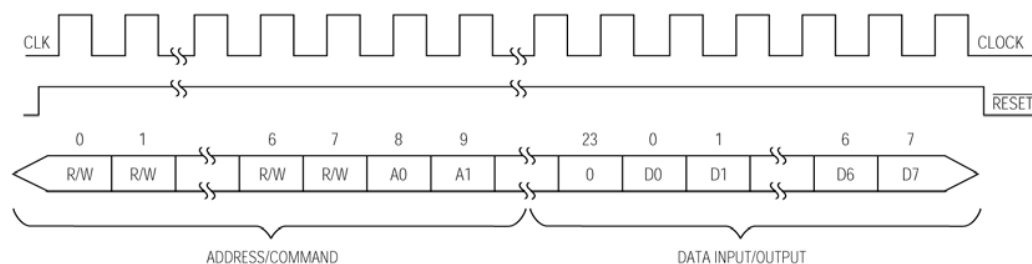 CLK CLOCK
RESET
0 1 6 7 8 9 23 0 1 6 7
R/W R/W R/W R/W A0 A1 0 D0 D1 D6 D7
ADDRESS/COMMAND DATA INPUT/OUTPUT